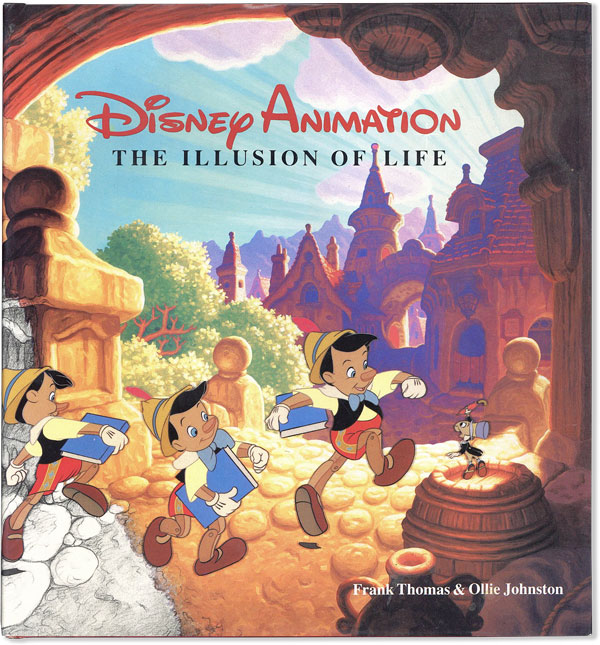 Disney Animation
THE ILLUSION OF LIFE
Frank Thomas & Ollie Johnston